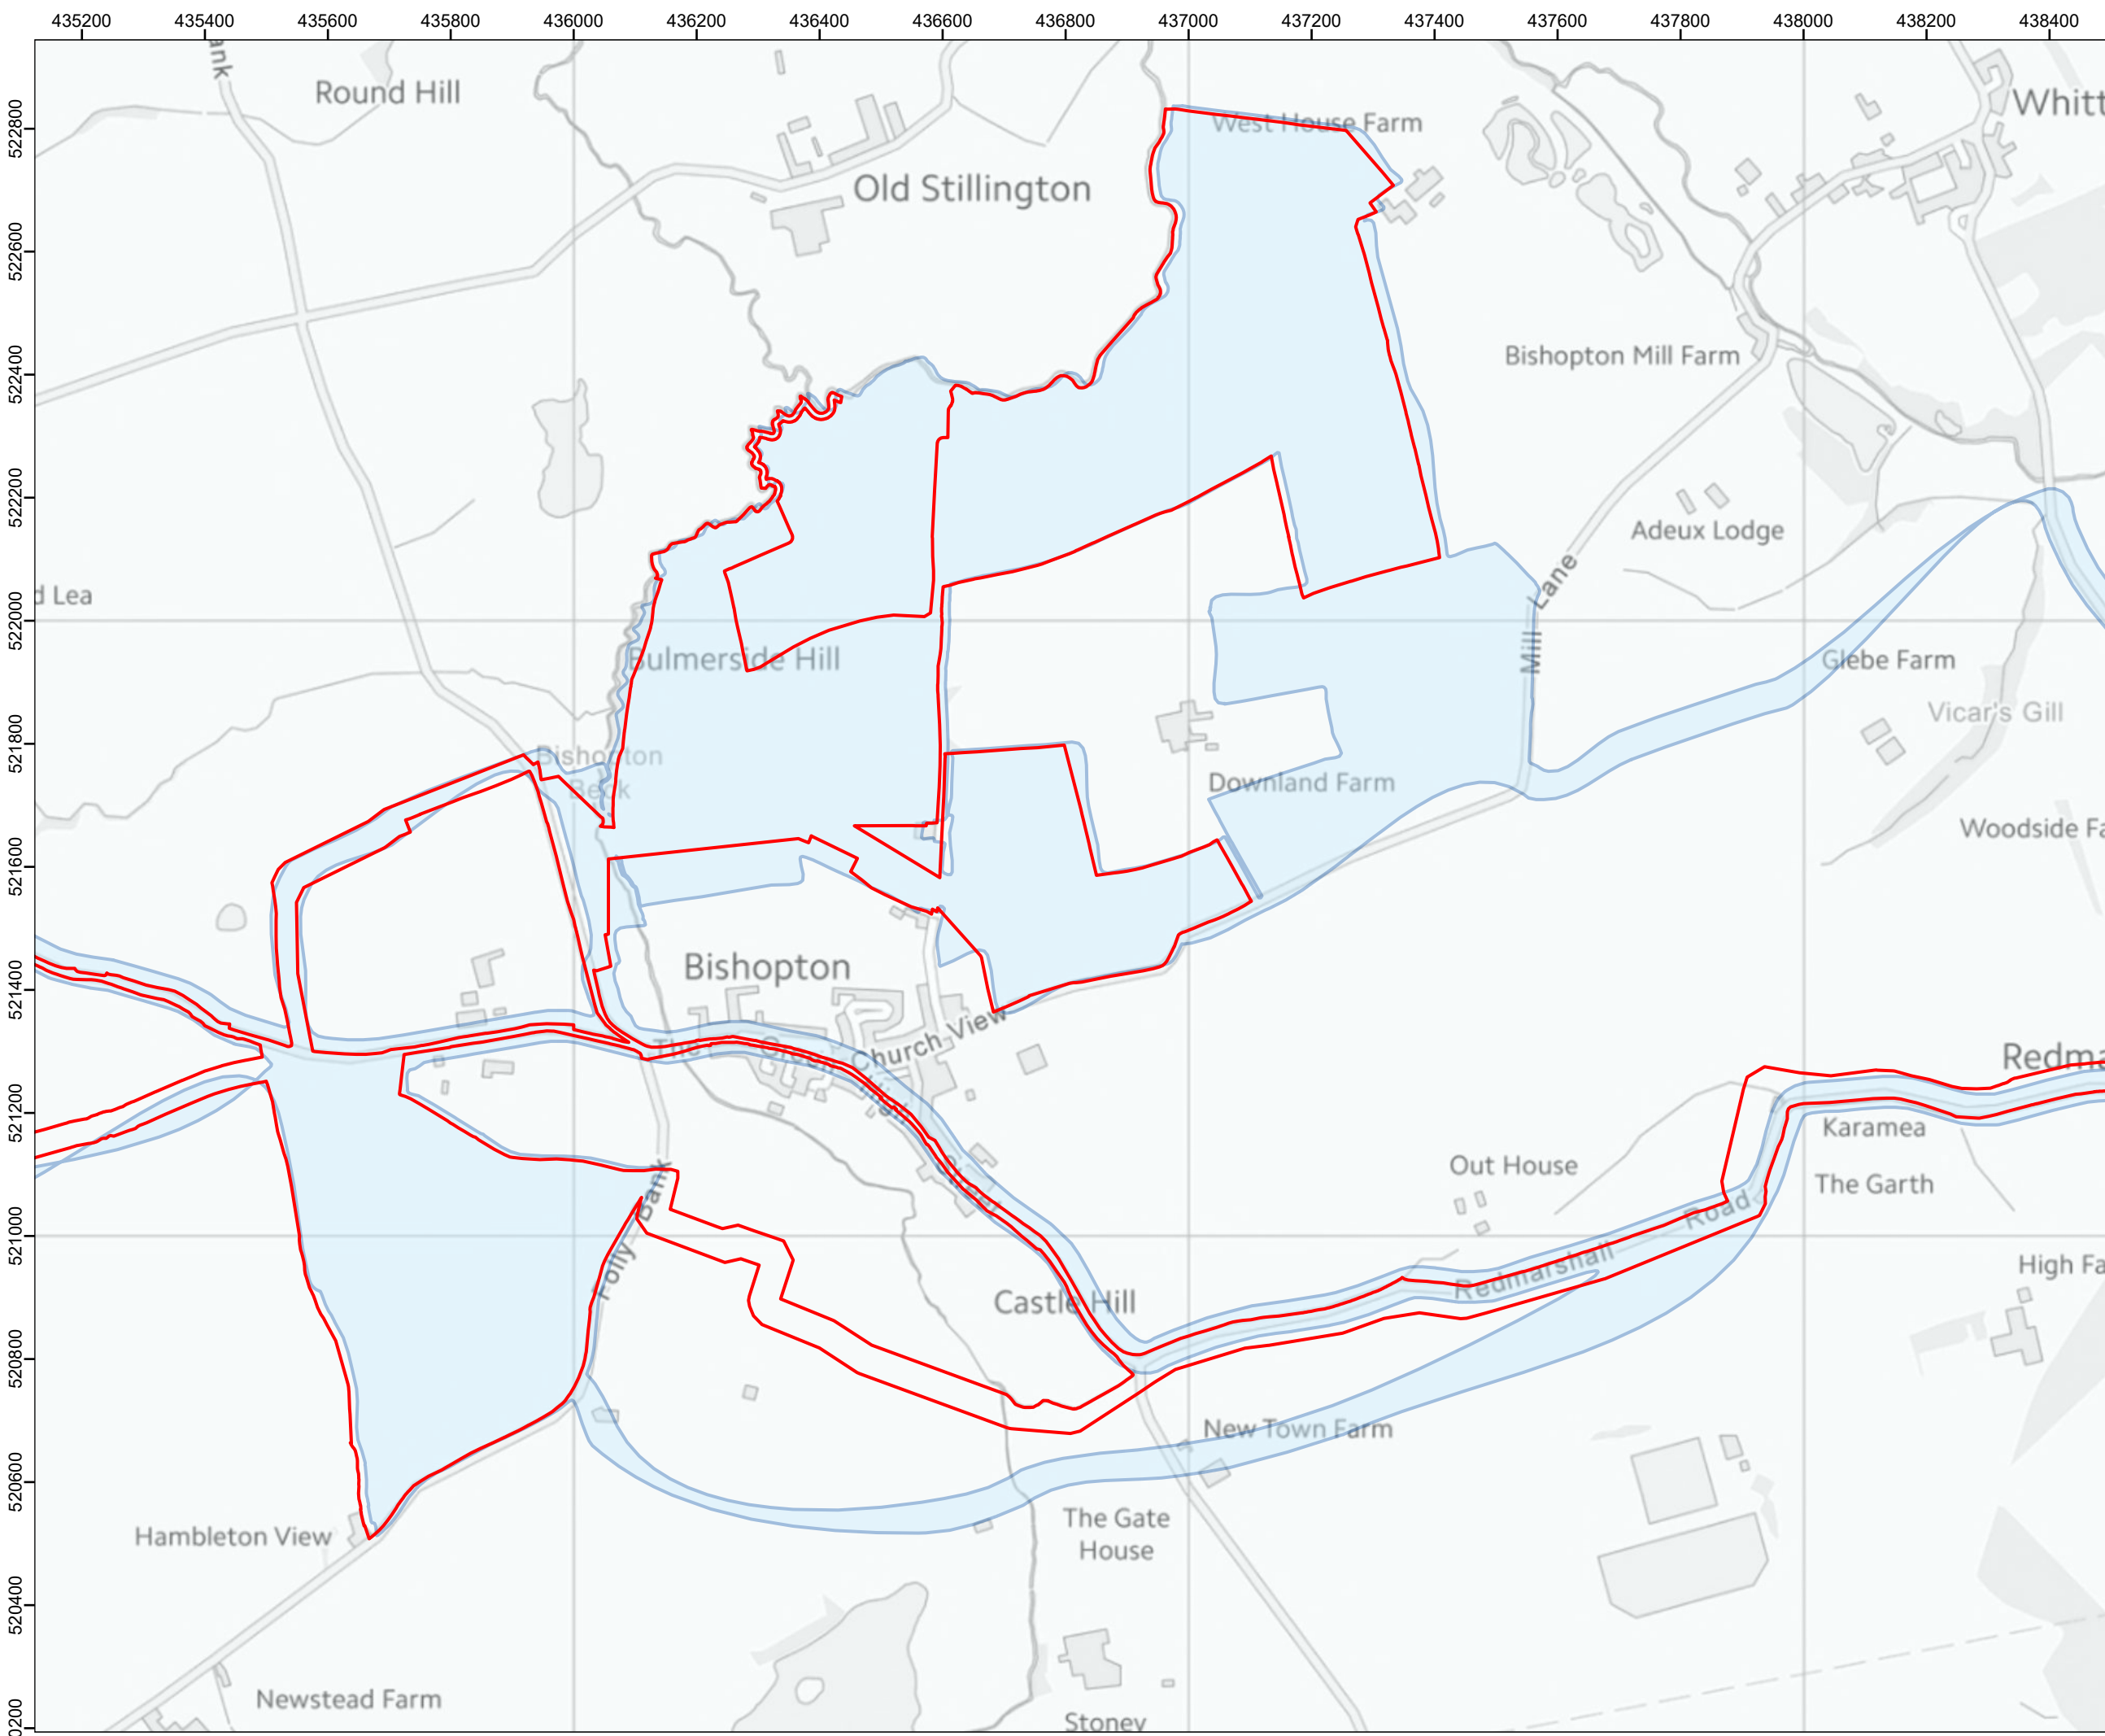 435200 435400 435600 435800 436000 436200 436400 436600 436800 437000 437200 437400 437600 437800 438000 438200 438400
522800
522600
522400
522200
522000
521800
521600
521400
521200
521000
520800
520600
520400
0200
ank
Round Hill
West House Farm
Whitt
Old Stillington
Bishopton Mill Farm
Adeux Lodge
Mill Lane
d Lea
Bulmerside Hill
Glebe Farm
Vicar's Gill
Bishopton
Beck
Downland Farm
Woodside Fa
Bishopton
The Green
Church View
Redma
Karamea
Out House
The Garth
Redmarshall Road
Folly Bank
High Fa
Castle Hill
New Town Farm
The Gate
House
Hambleton View
Newstead Farm
Stoney